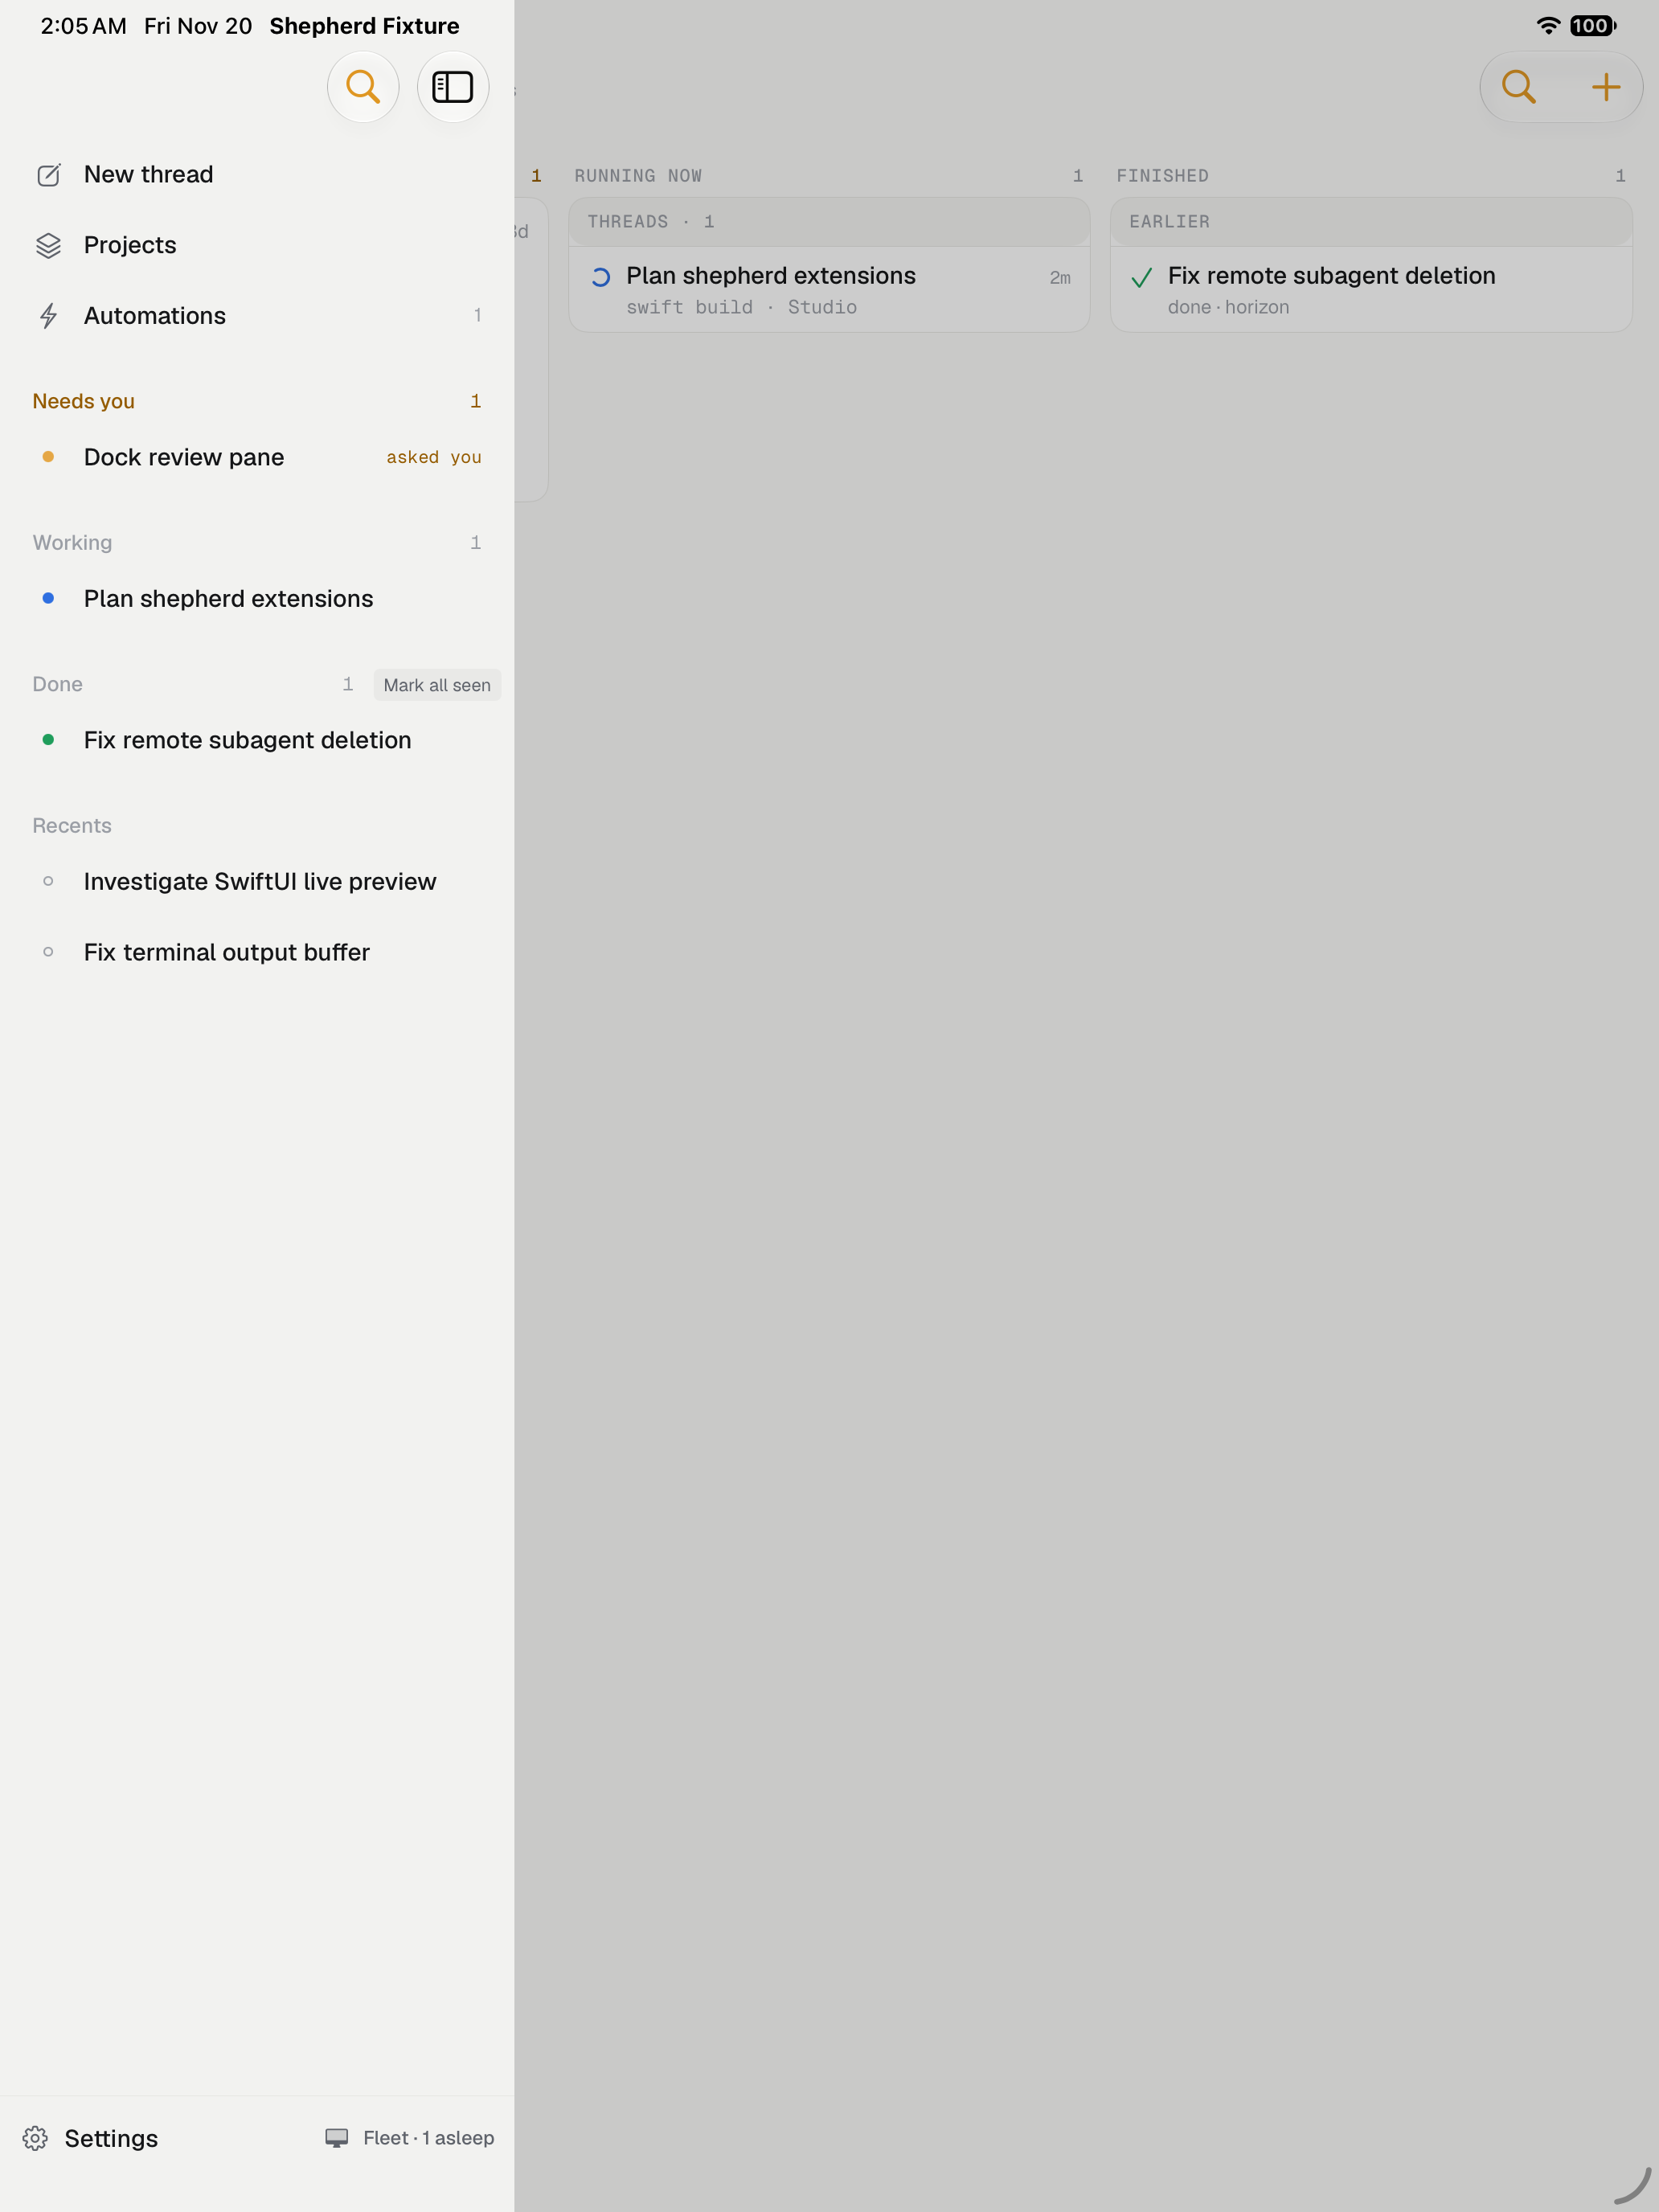 2:05 AM Fri Nov 20 Shepherd Fixture
100
New thread
Projects
Automations 1
Needs you 1
Dock review pane asked you
Working 1
Plan shepherd extensions
Done 1 Mark all seen
Fix remote subagent deletion
Recents
Investigate SwiftUI live preview
Fix terminal output buffer
Settings Fleet · 1 asleep
1
RUNNING NOW 1
THREADS · 1
Plan shepherd extensions 2m
swift build · Studio
FINISHED 1
EARLIER
Fix remote subagent deletion
done · horizon